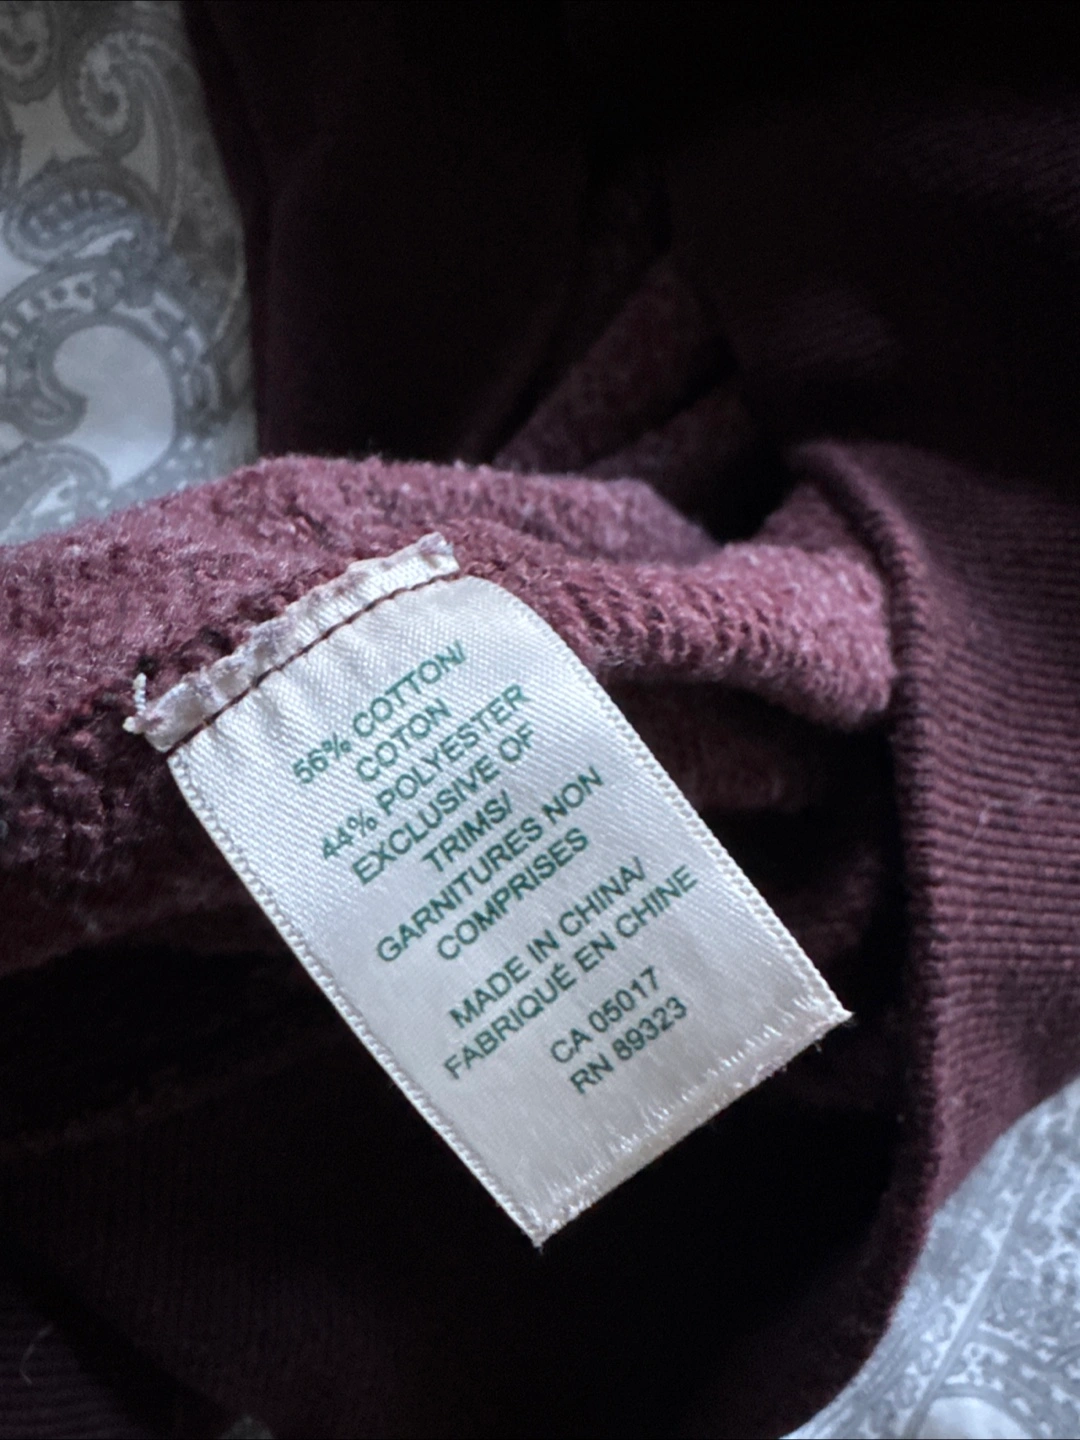 56% COTTON/
COTON
44% POLYESTER
EXCLUSIVE OF
TRIMS/
GARNITURES NON
COMPRISES
MADE IN CHINA/
FABRIQUÉ EN CHINE
CA 05017
RN 89323